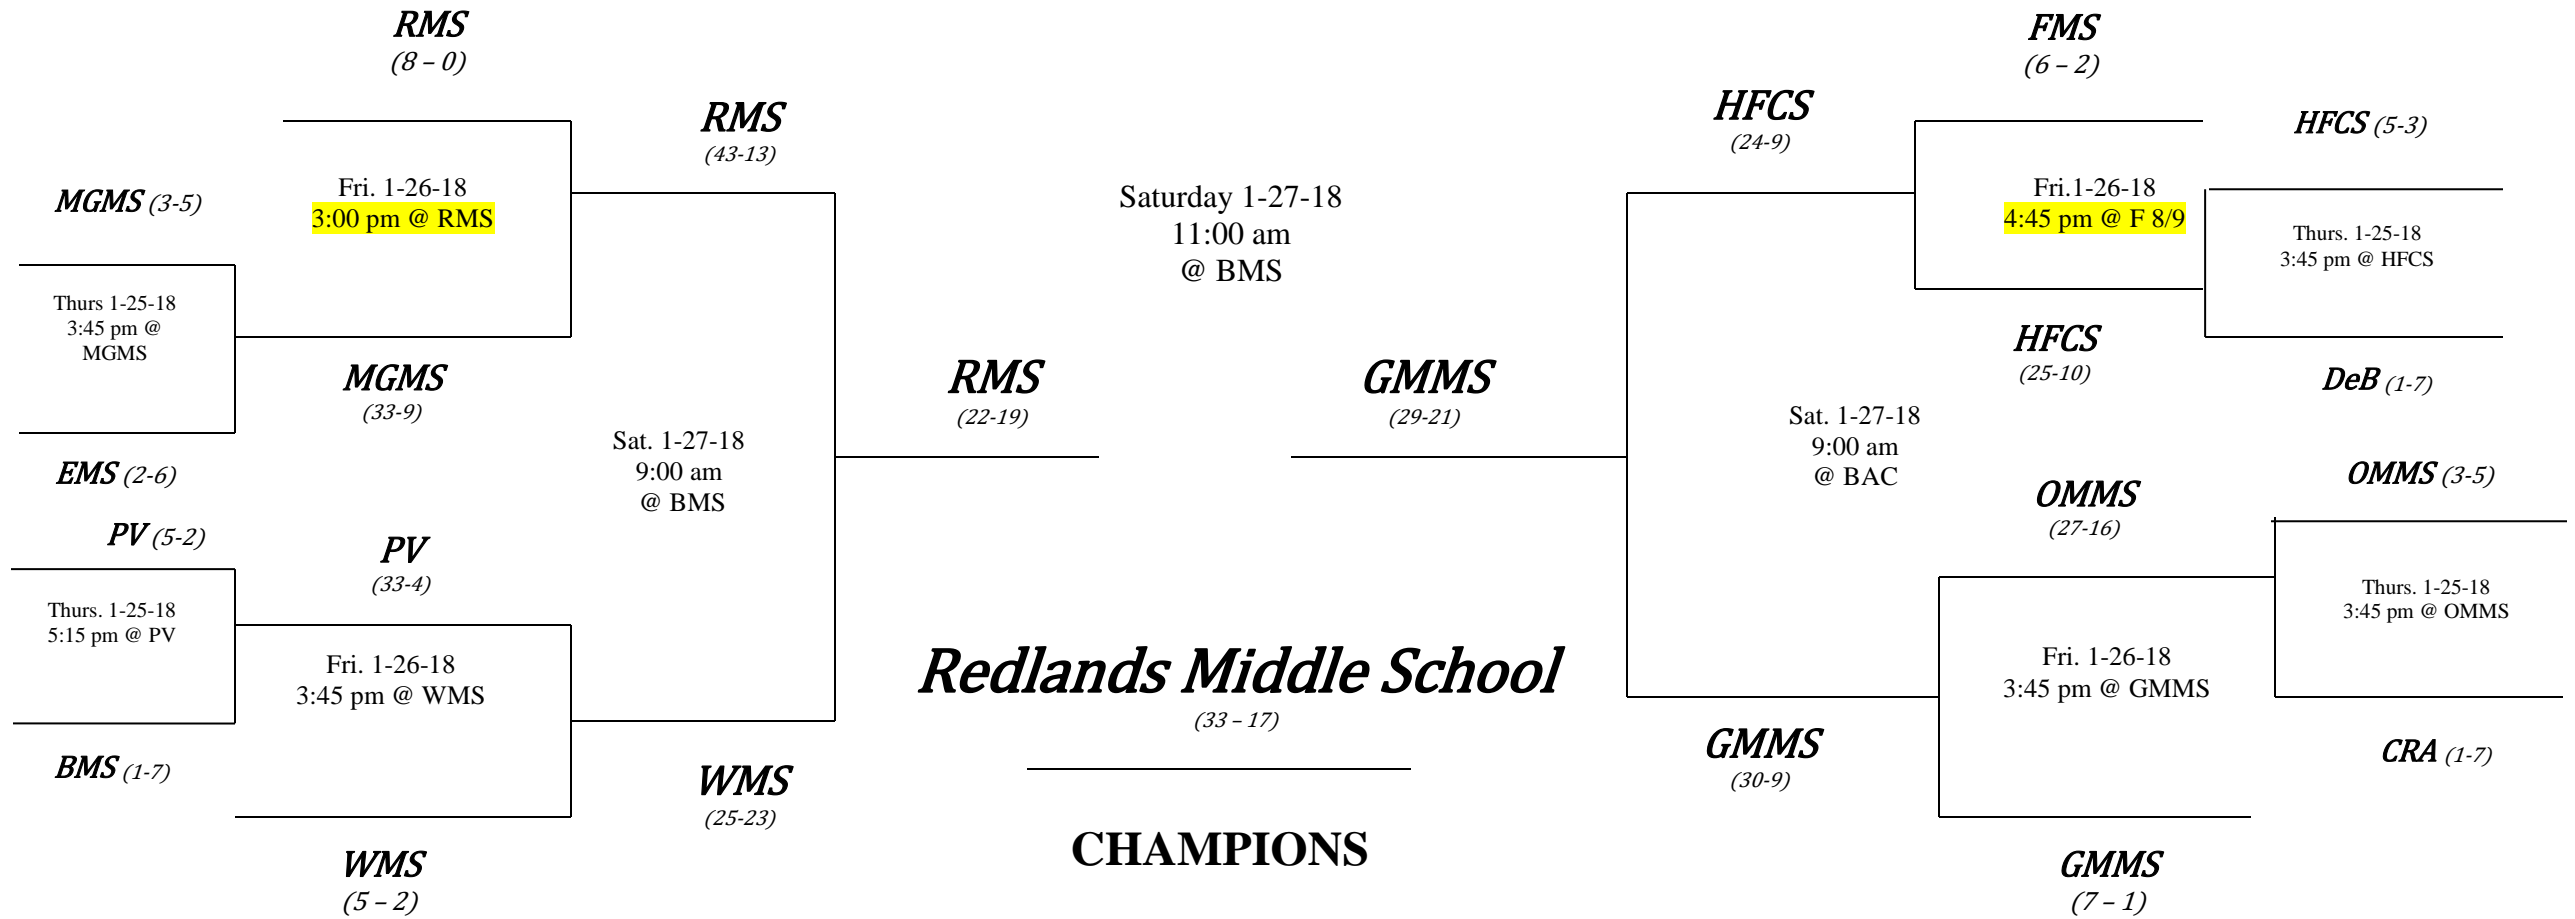 RMS
(8 – 0)
RMS
(43-13)
MGMS (3-5)
Fri. 1-26-18
3:00 pm @ RMS
Thurs 1-25-18
3:45 pm @
MGMS
MGMS
(33-9)
EMS (2-6)
PV (5-2)
PV
(33-4)
Thurs. 1-25-18
5:15 pm @ PV
Fri. 1-26-18
3:45 pm @ WMS
BMS (1-7)
WMS
(5 – 2)
Sat. 1-27-18
9:00 am
@ BMS
WMS
(25-23)
RMS
(22-19)
Saturday 1-27-18
11:00 am
@ BMS
GMMS
(29-21)
Redlands Middle School
(33 – 17)
CHAMPIONS
HFCS
(24-9)
FMS
(6 – 2)
HFCS (5-3)
Fri.1-26-18
4:45 pm @ F 8/9
Thurs. 1-25-18
3:45 pm @ HFCS
HFCS
(25-10)
DeB (1-7)
Sat. 1-27-18
9:00 am
@ BAC
OMMS
(27-16)
OMMS (3-5)
Thurs. 1-25-18
3:45 pm @ OMMS
Fri. 1-26-18
3:45 pm @ GMMS
GMMS
(30-9)
CRA (1-7)
GMMS
(7 – 1)